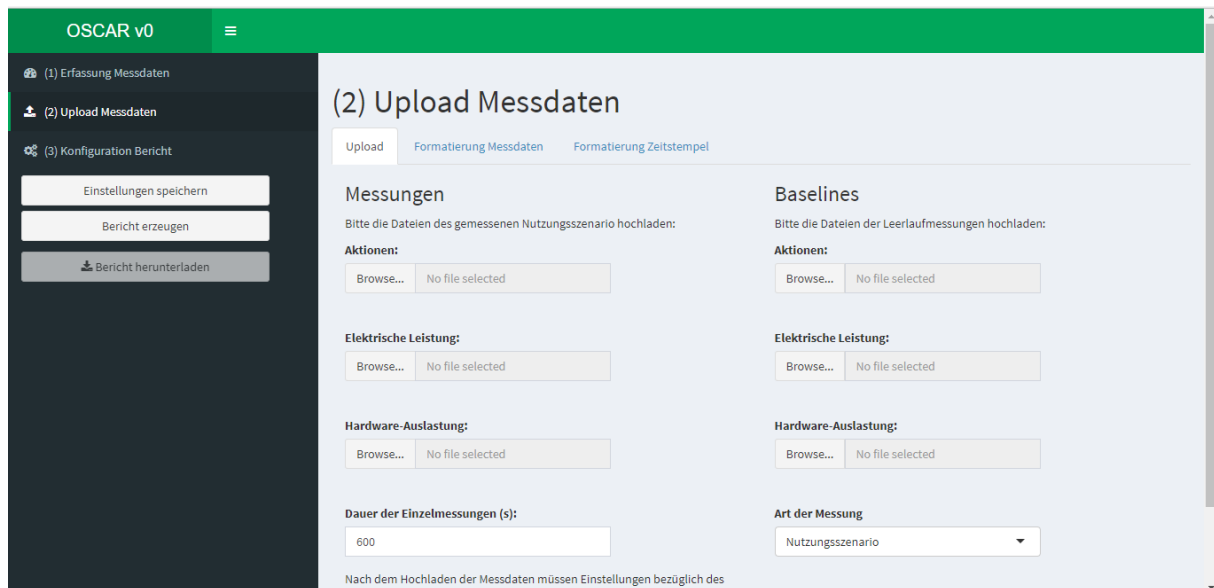 OSCAR v0
(1) Erfassung Messdaten
(2) Upload Messdaten
(3) Konfiguration Bericht
Einstellungen speichern
Bericht erzeugen
Bericht herunterladen
(2) Upload Messdaten
Upload Formatierung Messdaten Formatierung Zeitstempel
Messungen
Bitte die Dateien des gemessenen Nutzungsszenario hochladen:
Aktionen:
Browse... No file selected
Elektrische Leistung:
Browse... No file selected
Hardware-Auslastung:
Browse... No file selected
Dauer der Einzelmessungen (s):
600
Nach dem Hochladen der Messdaten müssen Einstellungen bezüglich des
Baselines
Bitte die Dateien der Leerlaufmessungen hochladen:
Aktionen:
Browse... No file selected
Elektrische Leistung:
Browse... No file selected
Hardware-Auslastung:
Browse... No file selected
Art der Messung
Nutzungsszenario